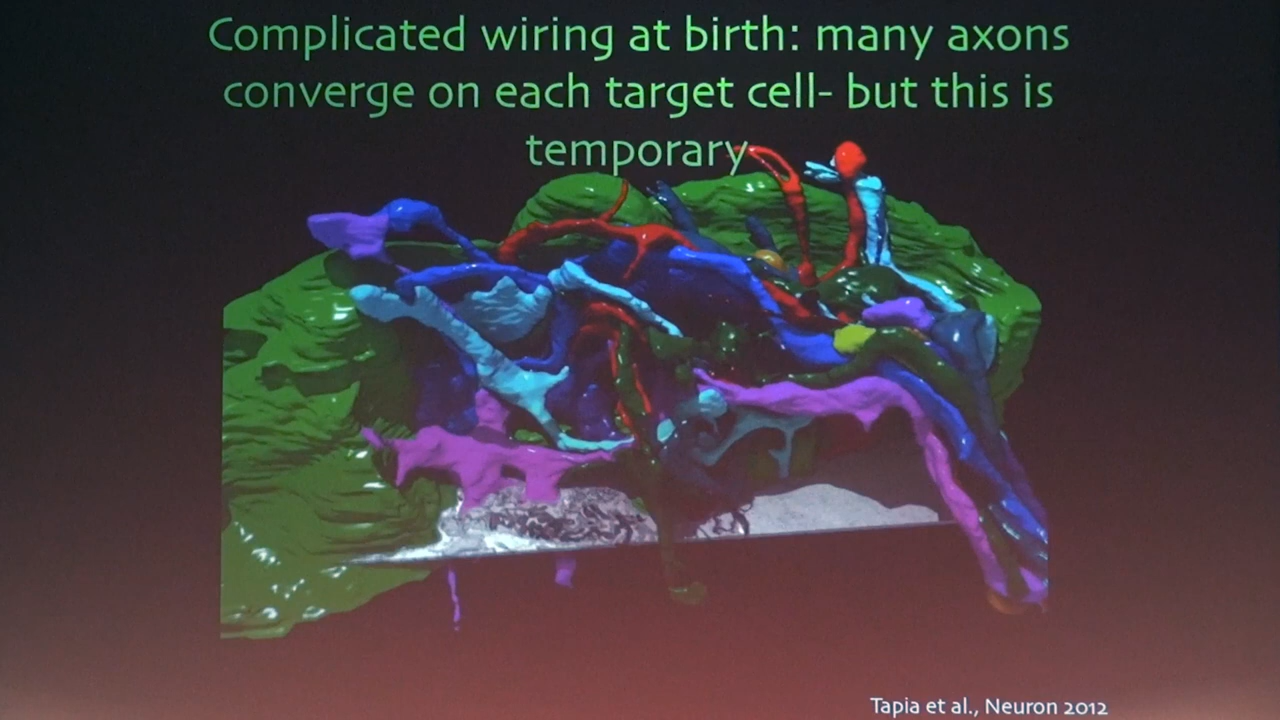 Complicated wiring at birth: many axons
converge on each target cell- but this is
temporary
Tapia et al., Neuron 2012